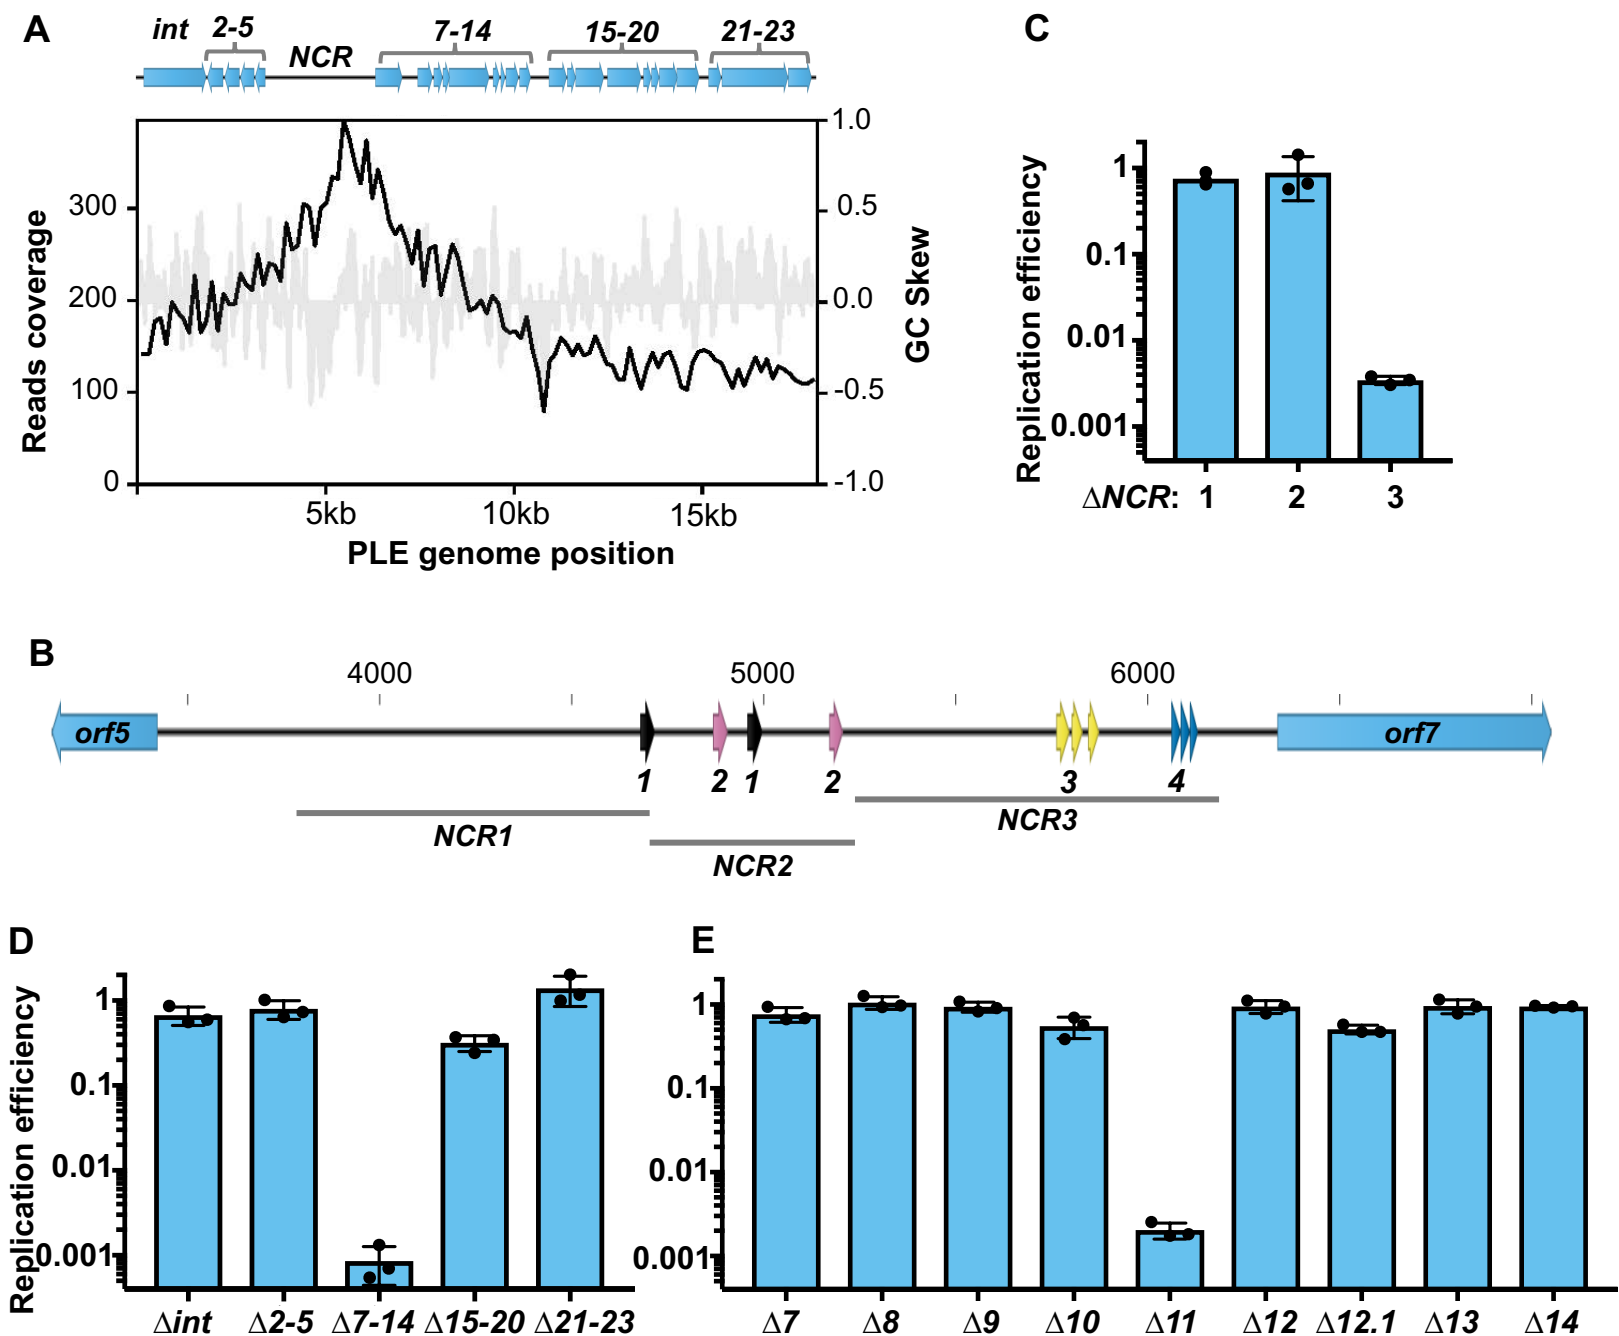 A
int 2-5 NCR 7-14 15-20 21-23
Reads coverage
300
200
100
0
1.0
0.5
0.0
-0.5
-1.0
GC Skew
5kb 10kb 15kb
PLE genome position
C
Replication efficiency
1
0.1
0.01
0.001
ΔNCR: 1 2 3
B
4000 5000 6000
orf5 orf7
1 2 1 2 3 4
NCR1
NCR2
NCR3
D
Replication efficiency
1
0.1
0.01
0.001
Δint Δ2-5 Δ7-14 Δ15-20 Δ21-23
E
1
0.1
0.01
0.001
Δ7 Δ8 Δ9 Δ10 Δ11 Δ12 Δ12.1 Δ13 Δ14